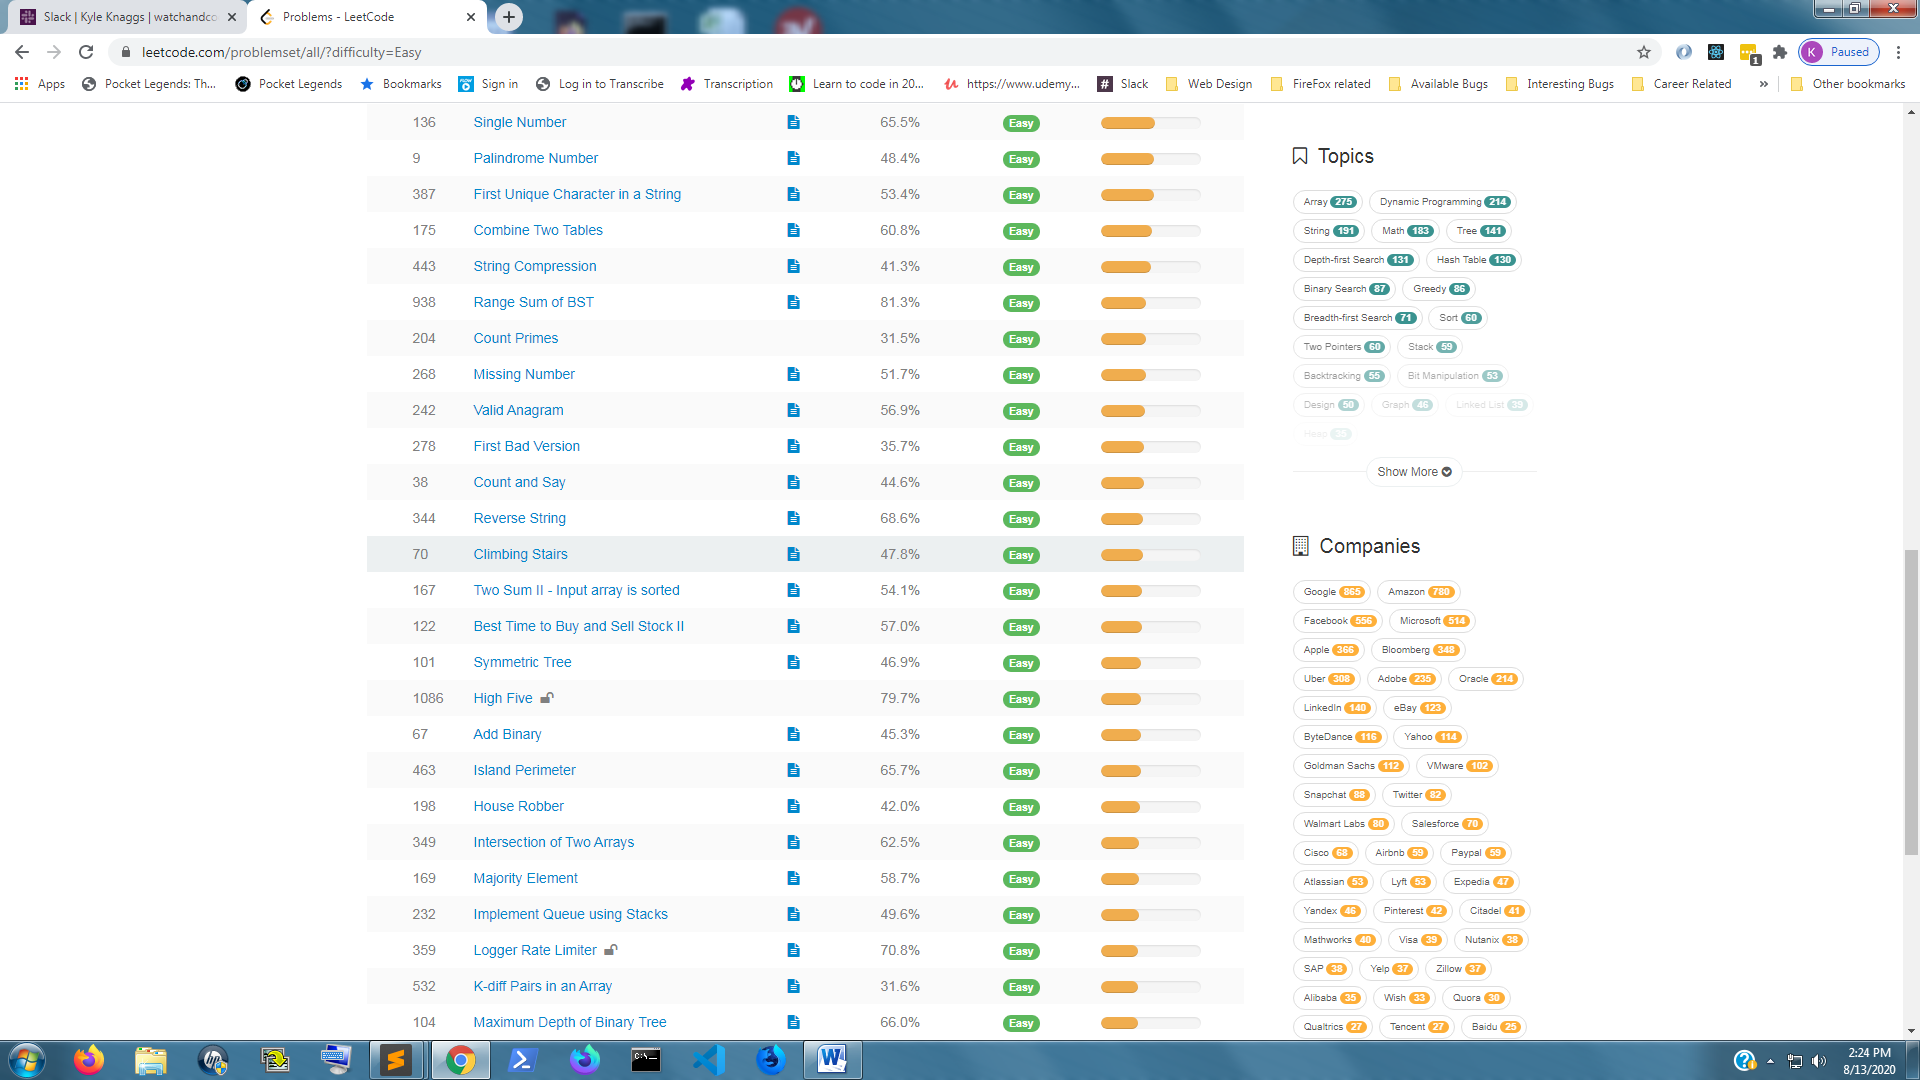 Slack | Kyle Knaggs | watchandco
Problems - LeetCode
leetcode.com/problemset/all/?difficulty=Easy
1
K Paused
Apps Pocket Legends: Th... Pocket Legends Bookmarks Sign in Log in to Transcribe Transcription Learn to code in 20... https://www.udemy... Slack Web Design FireFox related Available Bugs Interesting Bugs Career Related » Other bookmarks
136 Single Number 65.5% Easy
9 Palindrome Number 48.4% Easy
387 First Unique Character in a String 53.4% Easy
175 Combine Two Tables 60.8% Easy
443 String Compression 41.3% Easy
938 Range Sum of BST 81.3% Easy
204 Count Primes 31.5% Easy
268 Missing Number 51.7% Easy
242 Valid Anagram 56.9% Easy
278 First Bad Version 35.7% Easy
38 Count and Say 44.6% Easy
344 Reverse String 68.6% Easy
70 Climbing Stairs 47.8% Easy
167 Two Sum II - Input array is sorted 54.1% Easy
122 Best Time to Buy and Sell Stock II 57.0% Easy
101 Symmetric Tree 46.9% Easy
1086 High Five 79.7% Easy
67 Add Binary 45.3% Easy
463 Island Perimeter 65.7% Easy
198 House Robber 42.0% Easy
349 Intersection of Two Arrays 62.5% Easy
169 Majority Element 58.7% Easy
232 Implement Queue using Stacks 49.6% Easy
359 Logger Rate Limiter 70.8% Easy
532 K-diff Pairs in an Array 31.6% Easy
104 Maximum Depth of Binary Tree 66.0% Easy
Topics
Array 275 Dynamic Programming 214
String 191 Math 183 Tree 141
Depth-first Search 131 Hash Table 130
Binary Search 87 Greedy 86
Breadth-first Search 71 Sort 60
Two Pointers 60 Stack 59
Backtracking 55 Bit Manipulation 53
Design 50 Graph 46 Linked List 39
Heap 35
Show More
Companies
Google 865 Amazon 780
Facebook 556 Microsoft 514
Apple 366 Bloomberg 348
Uber 308 Adobe 235 Oracle 214
LinkedIn 140 eBay 123
ByteDance 116 Yahoo 114
Goldman Sachs 112 VMware 102
Snapchat 88 Twitter 82
Walmart Labs 80 Salesforce 70
Cisco 68 Airbnb 59 Paypal 59
Atlassian 53 Lyft 53 Expedia 47
Yandex 46 Pinterest 42 Citadel 41
Mathworks 40 Visa 39 Nutanix 38
SAP 38 Yelp 37 Zillow 37
Alibaba 35 Wish 33 Quora 30
Qualtrics 27 Tencent 27 Baidu 25
2:24 PM
8/13/2020